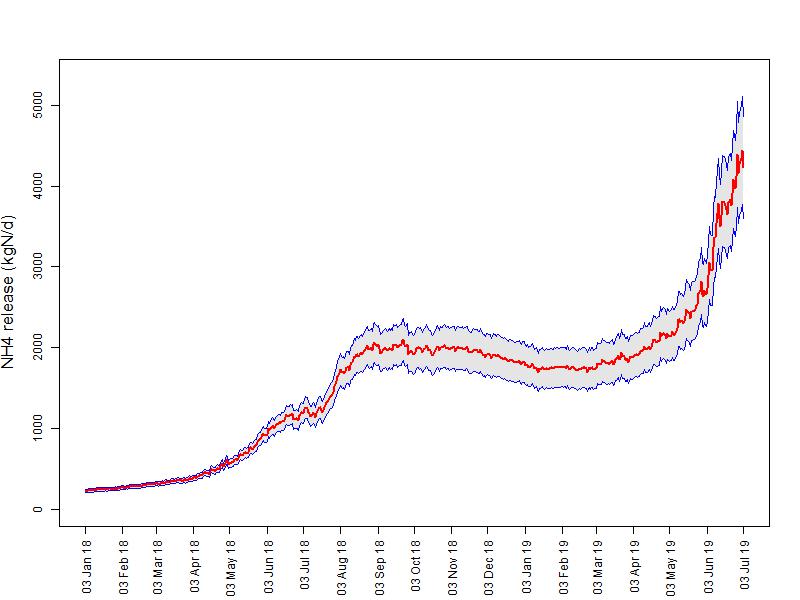 NH4 release (kgN/d)
5000
4000
3000
2000
1000
0
03 Jan 18
03 Feb 18
03 Mar 18
03 Apr 18
03 May 18
03 Jun 18
03 Jul 18
03 Aug 18
03 Sep 18
03 Oct 18
03 Nov 18
03 Dec 18
03 Jan 19
03 Feb 19
03 Mar 19
03 Apr 19
03 May 19
03 Jun 19
03 Jul 19